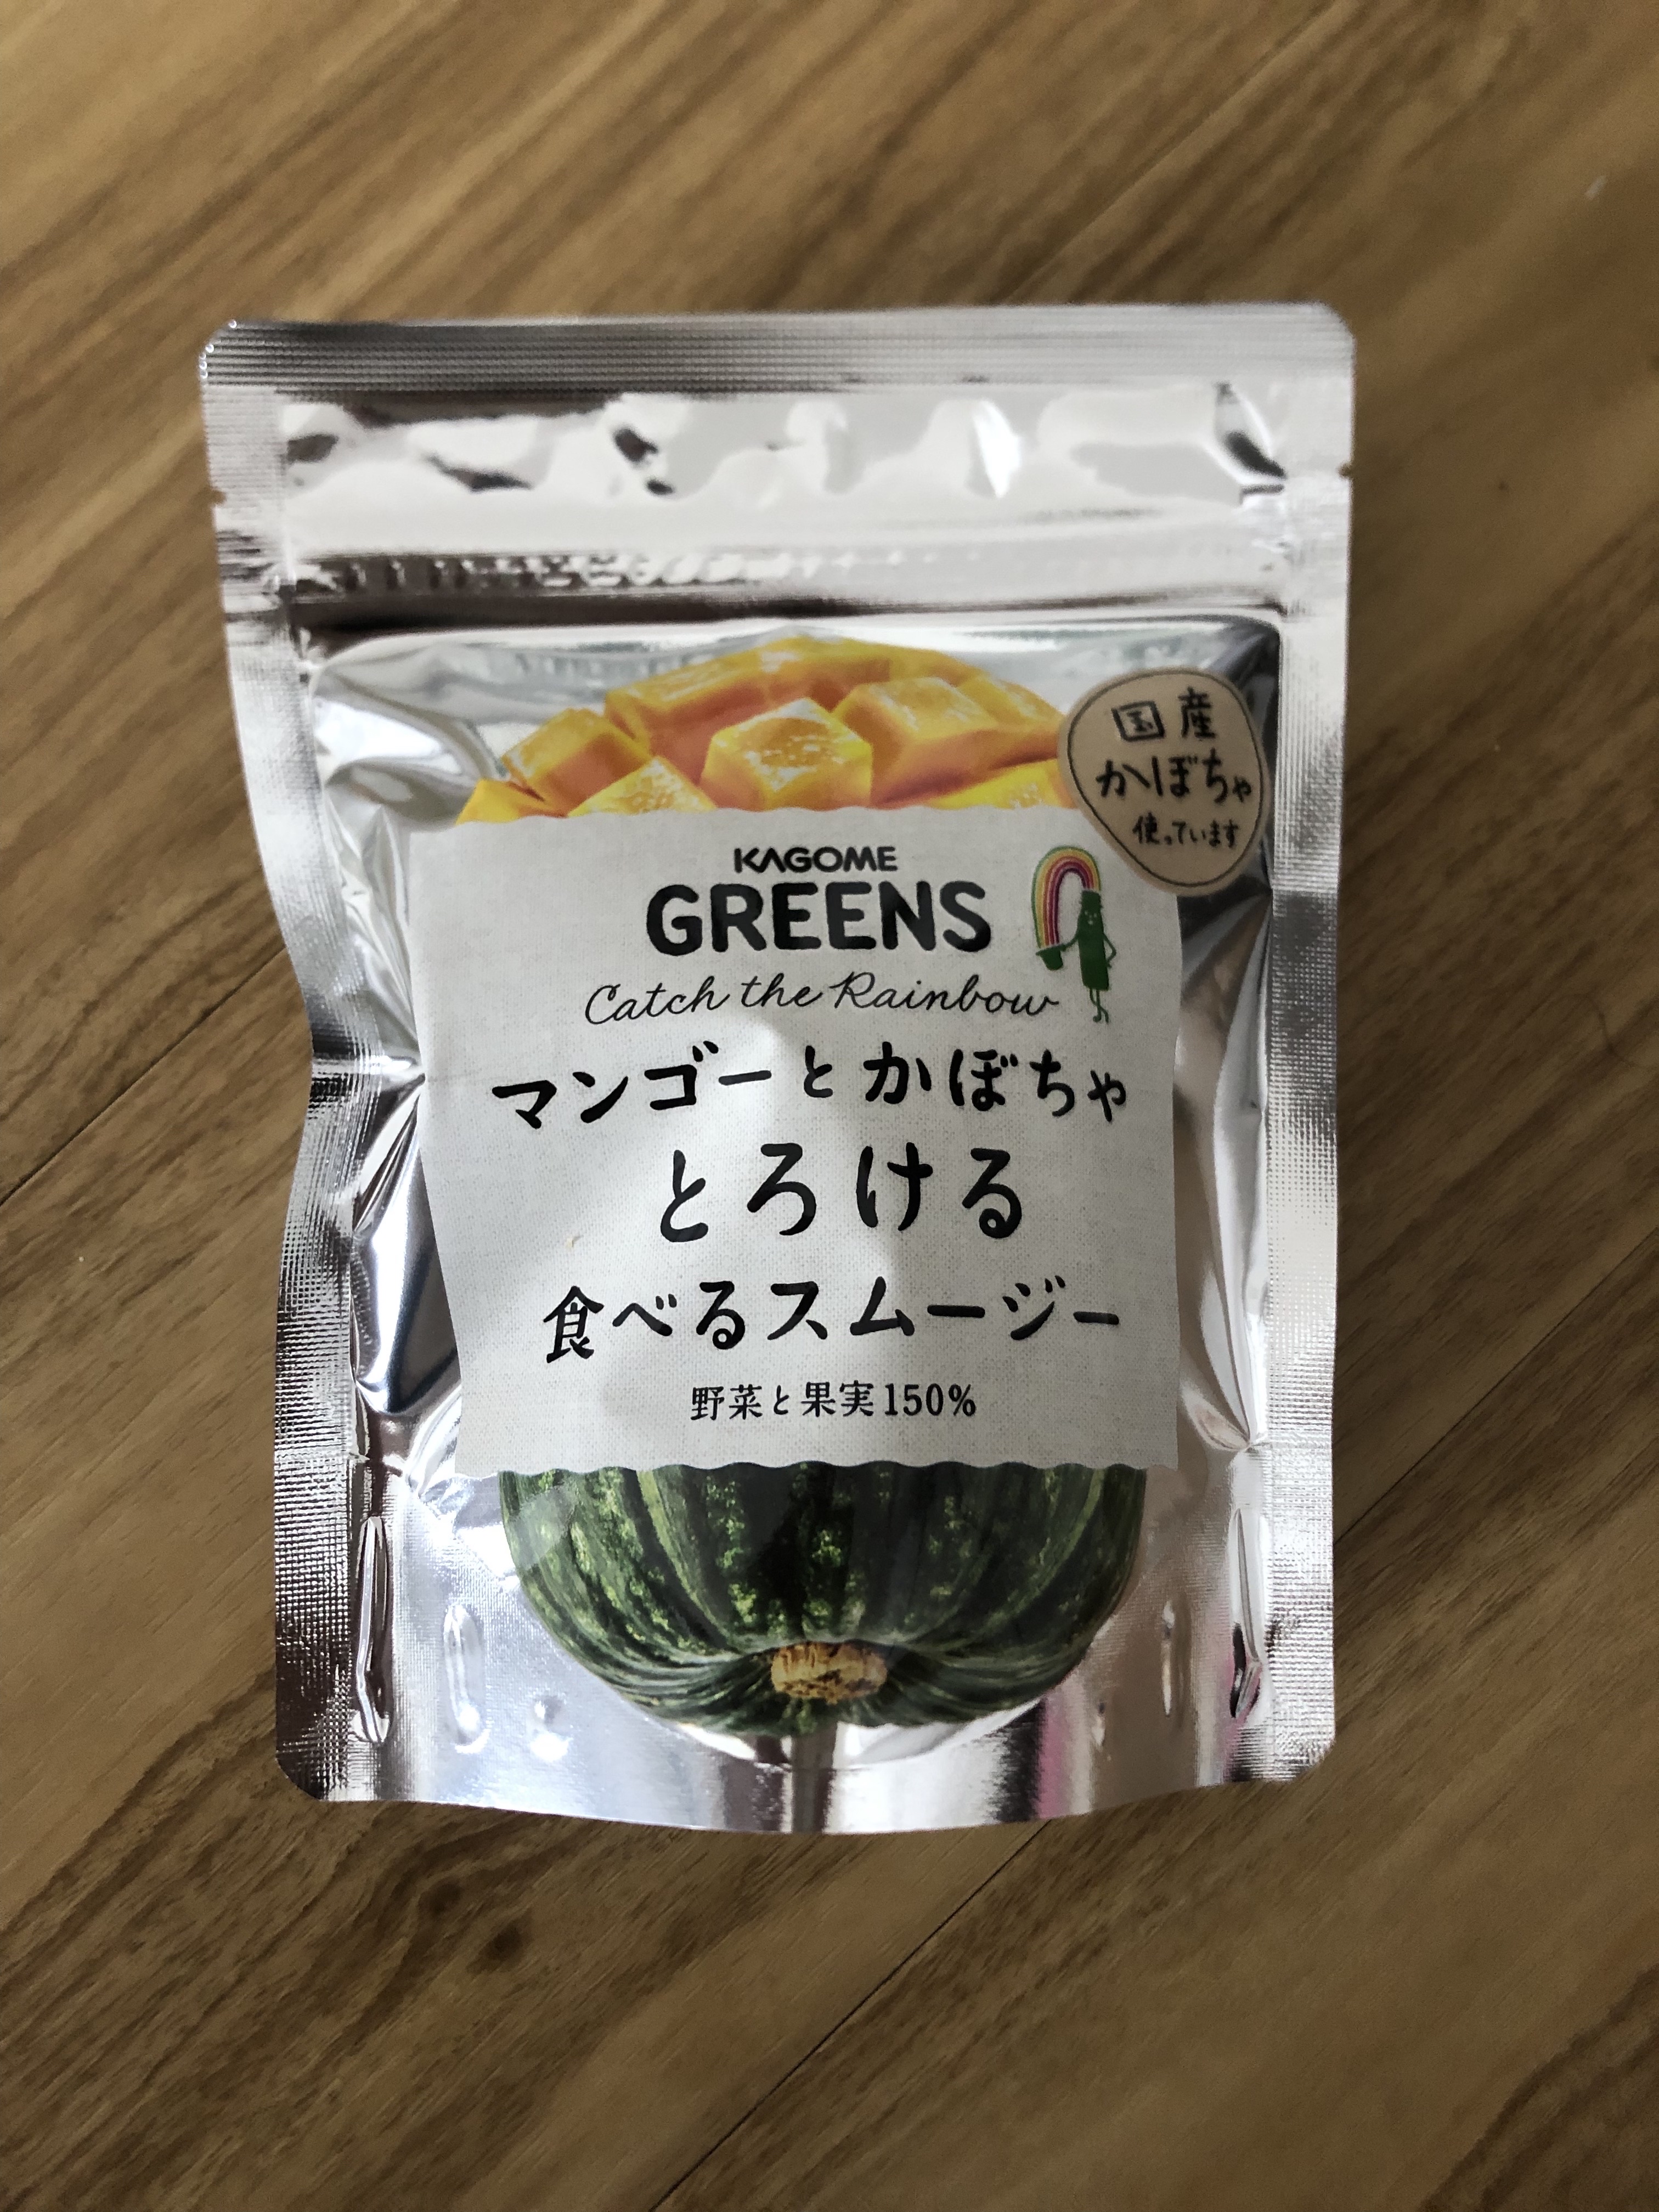 国産
かぼちゃ
使っています
KAGOME
GREENS
Catch the Rainbow
マンゴーとかぼちゃ
とろける
食べるスムージー
野菜と果実150%